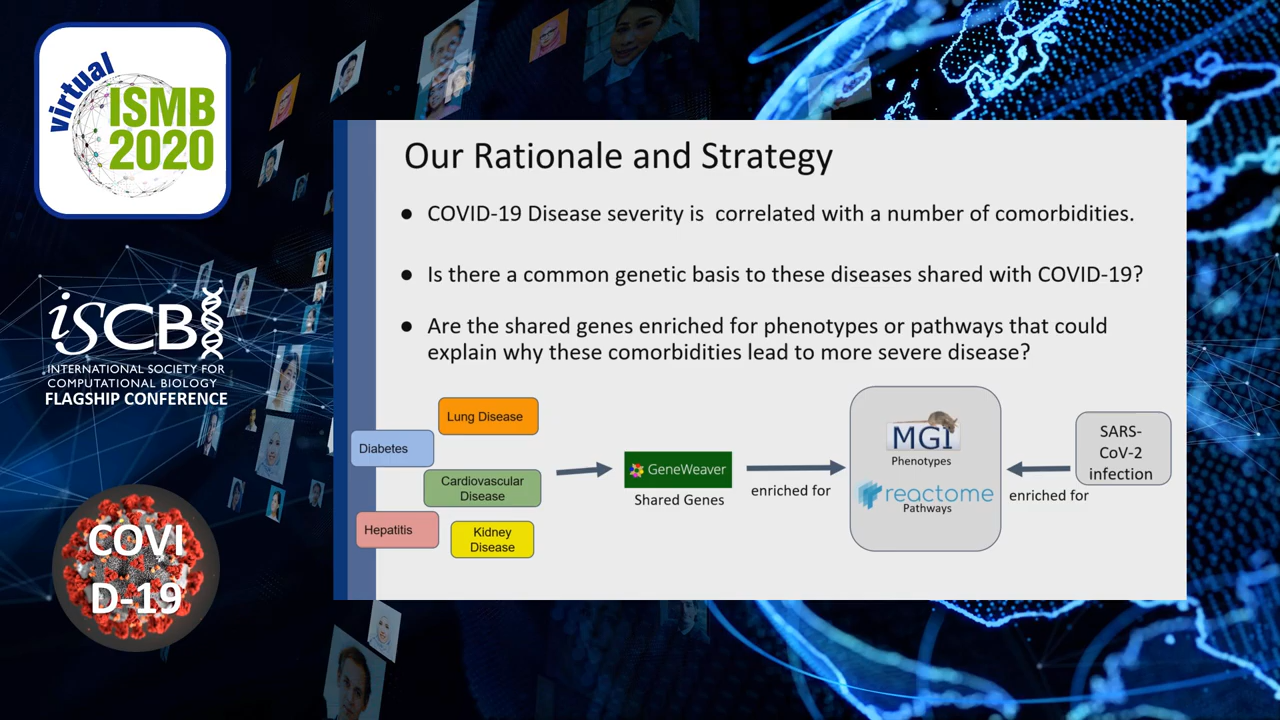 virtual
ISMB
2020
iSCB
INTERNATIONAL SOCIETY FOR
COMPUTATIONAL BIOLOGY
FLAGSHIP CONFERENCE
COVI
D-19
Our Rationale and Strategy
● COVID-19 Disease severity is correlated with a number of comorbidities.
● Is there a common genetic basis to these diseases shared with COVID-19?
● Are the shared genes enriched for phenotypes or pathways that could
explain why these comorbidities lead to more severe disease?
Lung Disease
Diabetes
Cardiovascular
Disease
Hepatitis
Kidney
Disease
GeneWeaver
Shared Genes
enriched for
MGI
Phenotypes
reactome
Pathways
enriched for
SARS-
CoV-2
infection